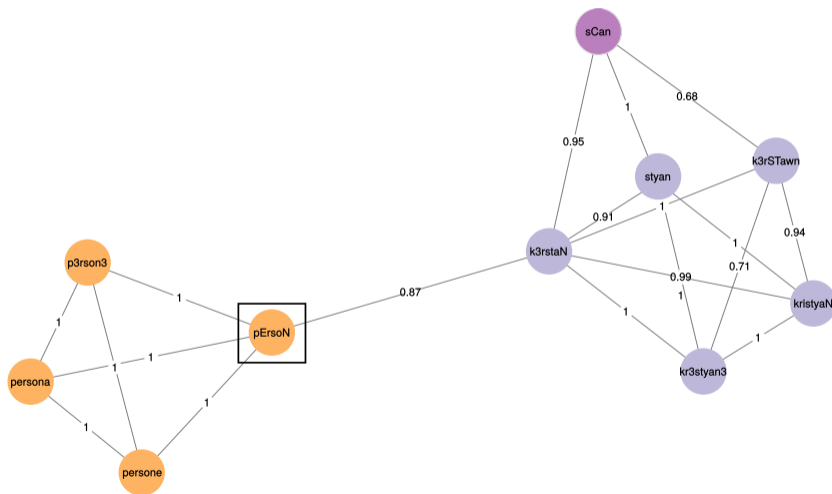 sCan
0.68
1
0.95
k3rSTawn
styan
1
0.91
0.94
1
k3rstaN
p3rson3
0.71
0.99
0.87
1
1
krIstyaN
1
1
pErsoN
1
1
1
1
kr3styan3
persona
1
1
persone